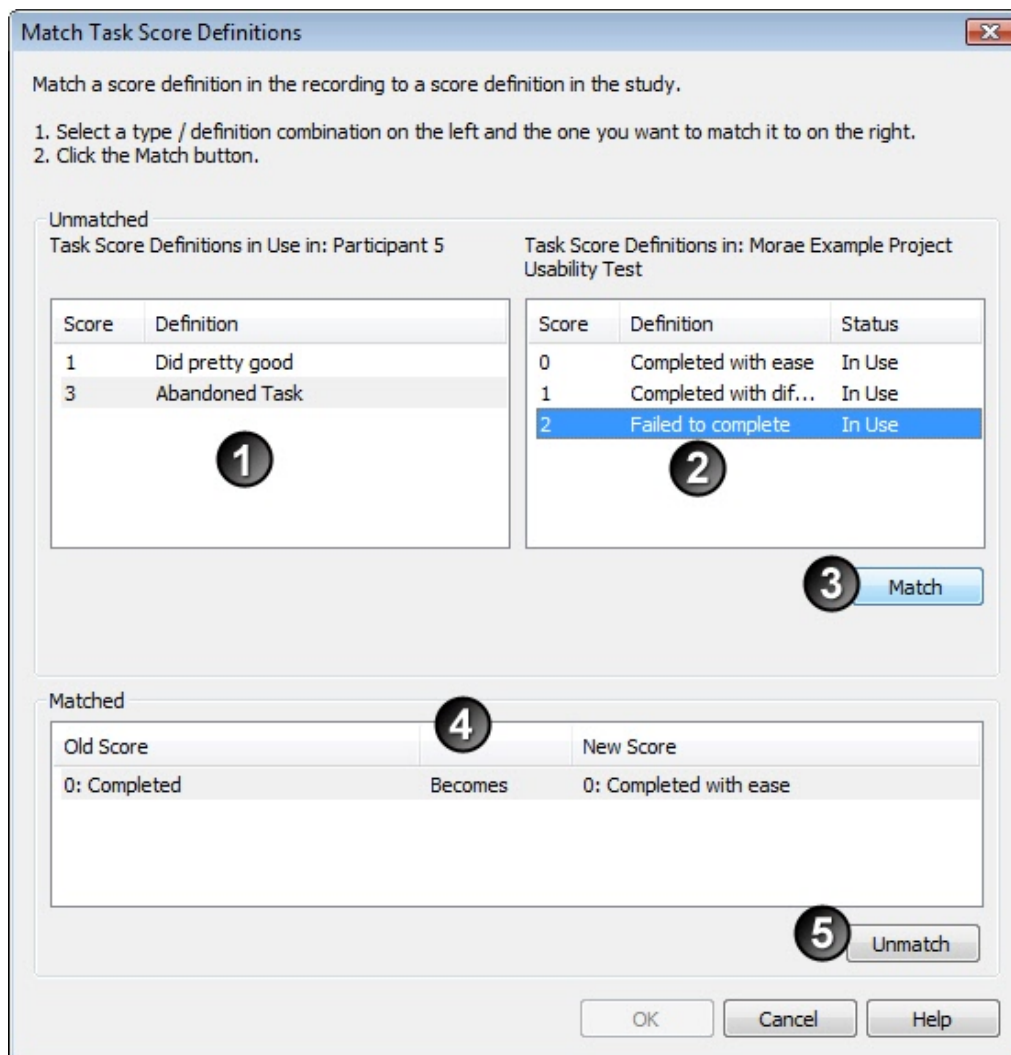 Match Task Score Definitions
Match a score definition in the recording to a score definition in the study.
1. Select a type / definition combination on the left and the one you want to match it to on the right.
2. Click the Match button.
Unmatched
Task Score Definitions in Use in: Participant 5
Task Score Definitions in: Morae Example Project
Usability Test
Score Definition
1 Did pretty good
3 Abandoned Task
1
Score Definition Status
0 Completed with ease In Use
1 Completed with dif... In Use
2 Failed to complete In Use
2
3 Match
Matched
4
Old Score New Score
0: Completed Becomes 0: Completed with ease
5 Unmatch
OK Cancel Help